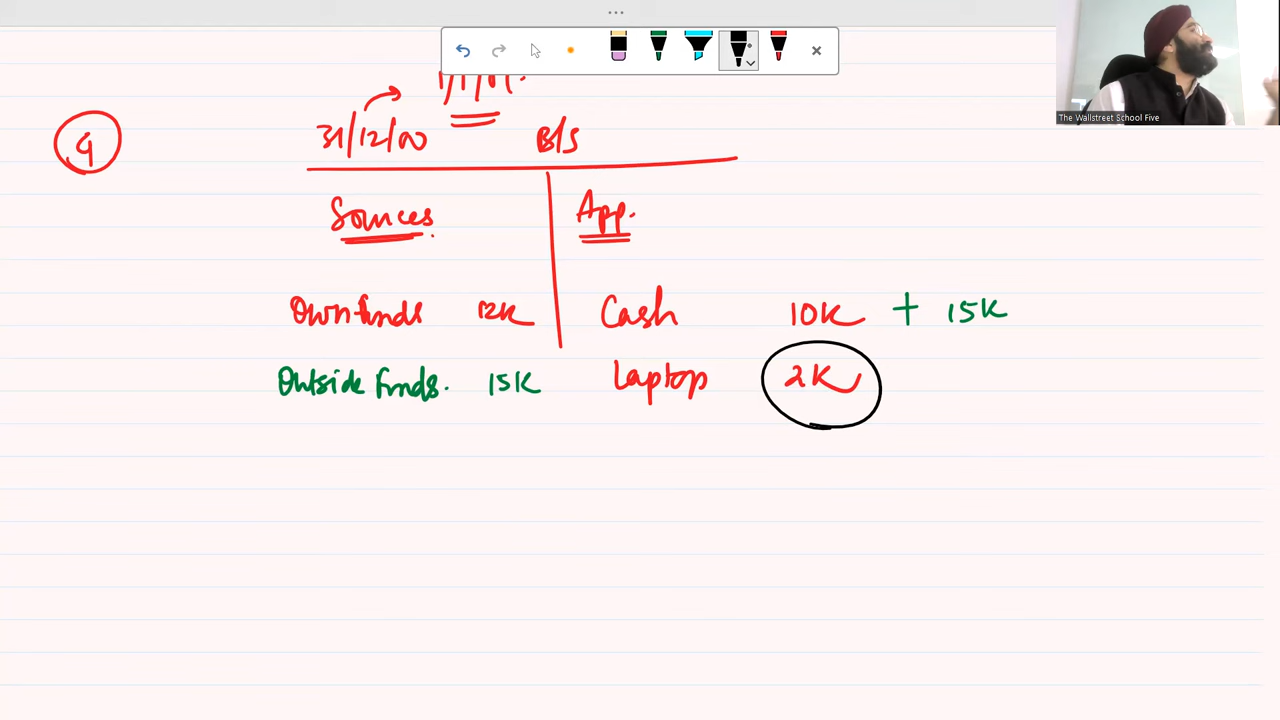 The Wallstreet School Five
31/12/00 B/S
Sources App.
Own funds 12K Cash 10K + 15K
Outside funds. 15K Laptop 2K